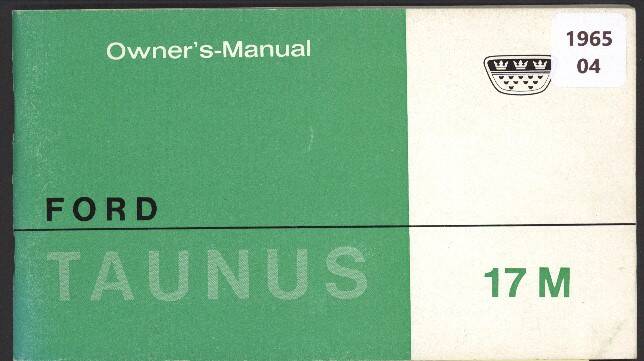 Owner's-Manual
1965
04
FORD
TAUNUS
17 M